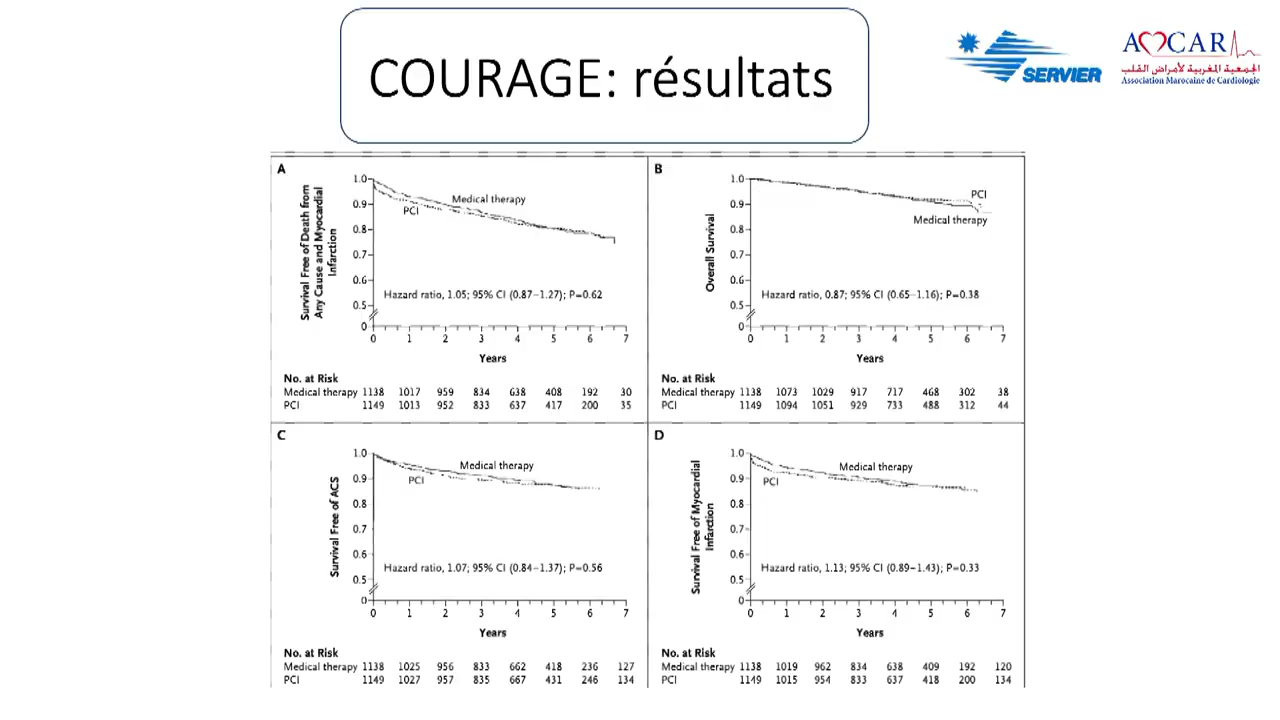 COURAGE: résultats
SERVIER
AMCAR
الجمعية المغربية لأمراض القلب
Association Marocaine de Cardiologie
A
Survival Free of Death from
Any Cause and Myocardial
Infarction
1.0
0.9
0.8
0.7
0.6
0.5
0
Medical therapy
PCI
Hazard ratio, 1.05; 95% CI (0.87–1.27); P=0.62
0 1 2 3 4 5 6 7
Years
No. at Risk
Medical therapy 1138 1017 959 834 638 408 192 30
PCI 1149 1013 952 833 637 417 200 35
B
Overall Survival
1.0
0.9
0.8
0.7
0.6
0.5
0
PCI
Medical therapy
Hazard ratio, 0.87; 95% CI (0.65–1.16); P=0.38
0 1 2 3 4 5 6 7
Years
No. at Risk
Medical therapy 1138 1073 1029 917 717 468 302 38
PCI 1149 1094 1051 929 733 488 312 44
C
Survival Free of ACS
1.0
0.9
0.8
0.7
0.6
0.5
0
Medical therapy
PCI
Hazard ratio, 1.07; 95% CI (0.84–1.37); P=0.56
0 1 2 3 4 5 6 7
Years
No. at Risk
Medical therapy 1138 1025 956 833 662 418 236 127
PCI 1149 1027 957 835 667 431 246 134
D
Survival Free of Myocardial
Infarction
1.0
0.9
0.8
0.7
0.6
0.5
0
Medical therapy
PCI
Hazard ratio, 1.13; 95% CI (0.89–1.43); P=0.33
0 1 2 3 4 5 6 7
Years
No. at Risk
Medical therapy 1138 1019 962 834 638 409 192 120
PCI 1149 1015 954 833 637 418 200 134